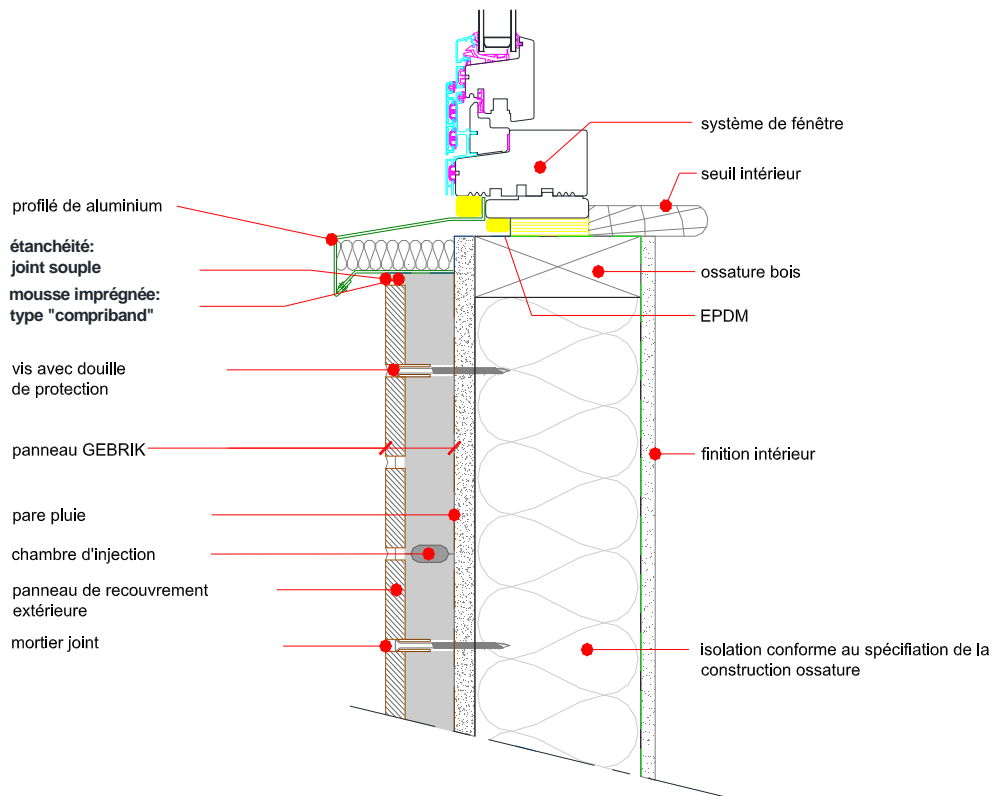 système de fénêtre
seuil intérieur
profilé de aluminium
étanchéité:
joint souple
mousse imprégnée:
type "compriband"
ossature bois
EPDM
vis avec douille
de protection
panneau GEBRIK
finition intérieur
pare pluie
chambre d'injection
panneau de recouvrement
extérieure
mortier joint
isolation conforme au spécifiation de la
construction ossature